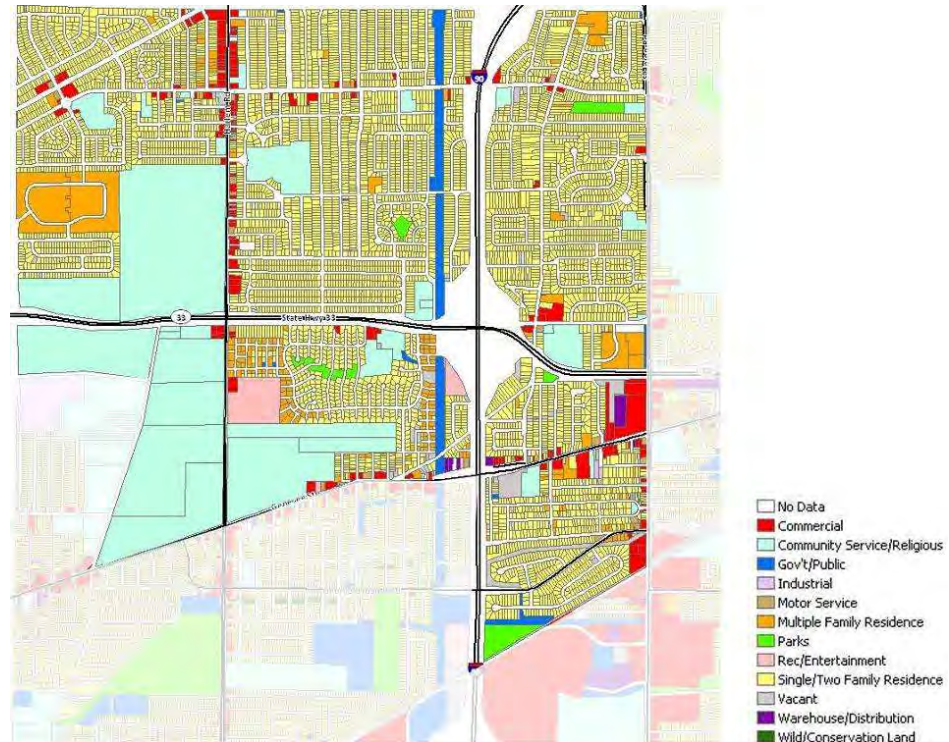 90
33
State Hwy 33
No Data
Commercial
Community Service/Religious
Gov't/Public
Industrial
Motor Service
Multiple Family Residence
Parks
Rec/Entertainment
Single/Two Family Residence
Vacant
Warehouse/Distribution
Wild/Conservation Land